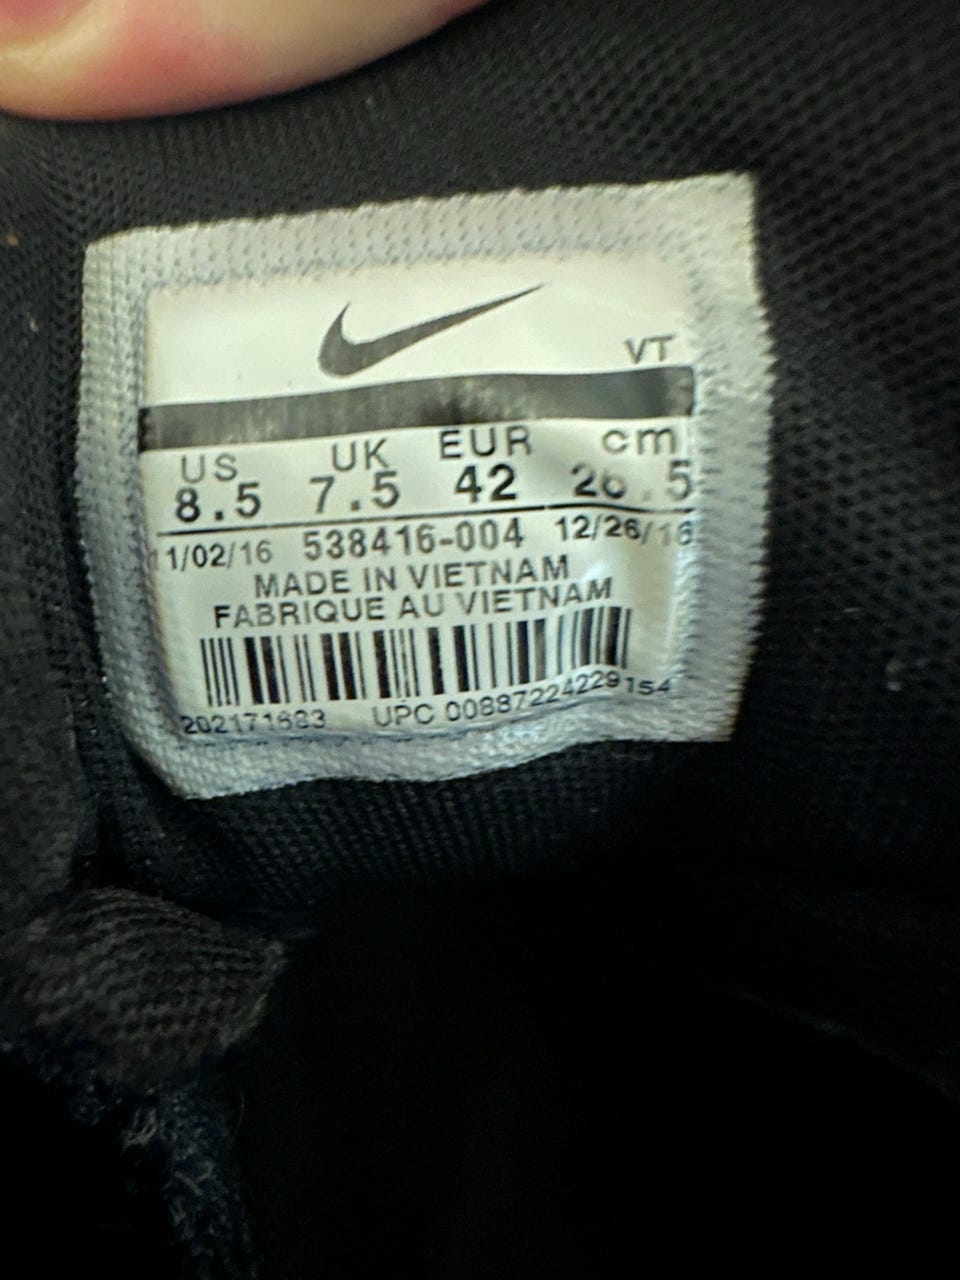 VT
US UK EUR cm
8.5 7.5 42 26.5
11/02/16 538416-004 12/26/16
MADE IN VIETNAM
FABRIQUE AU VIETNAM
202171683 UPC 00887224229154